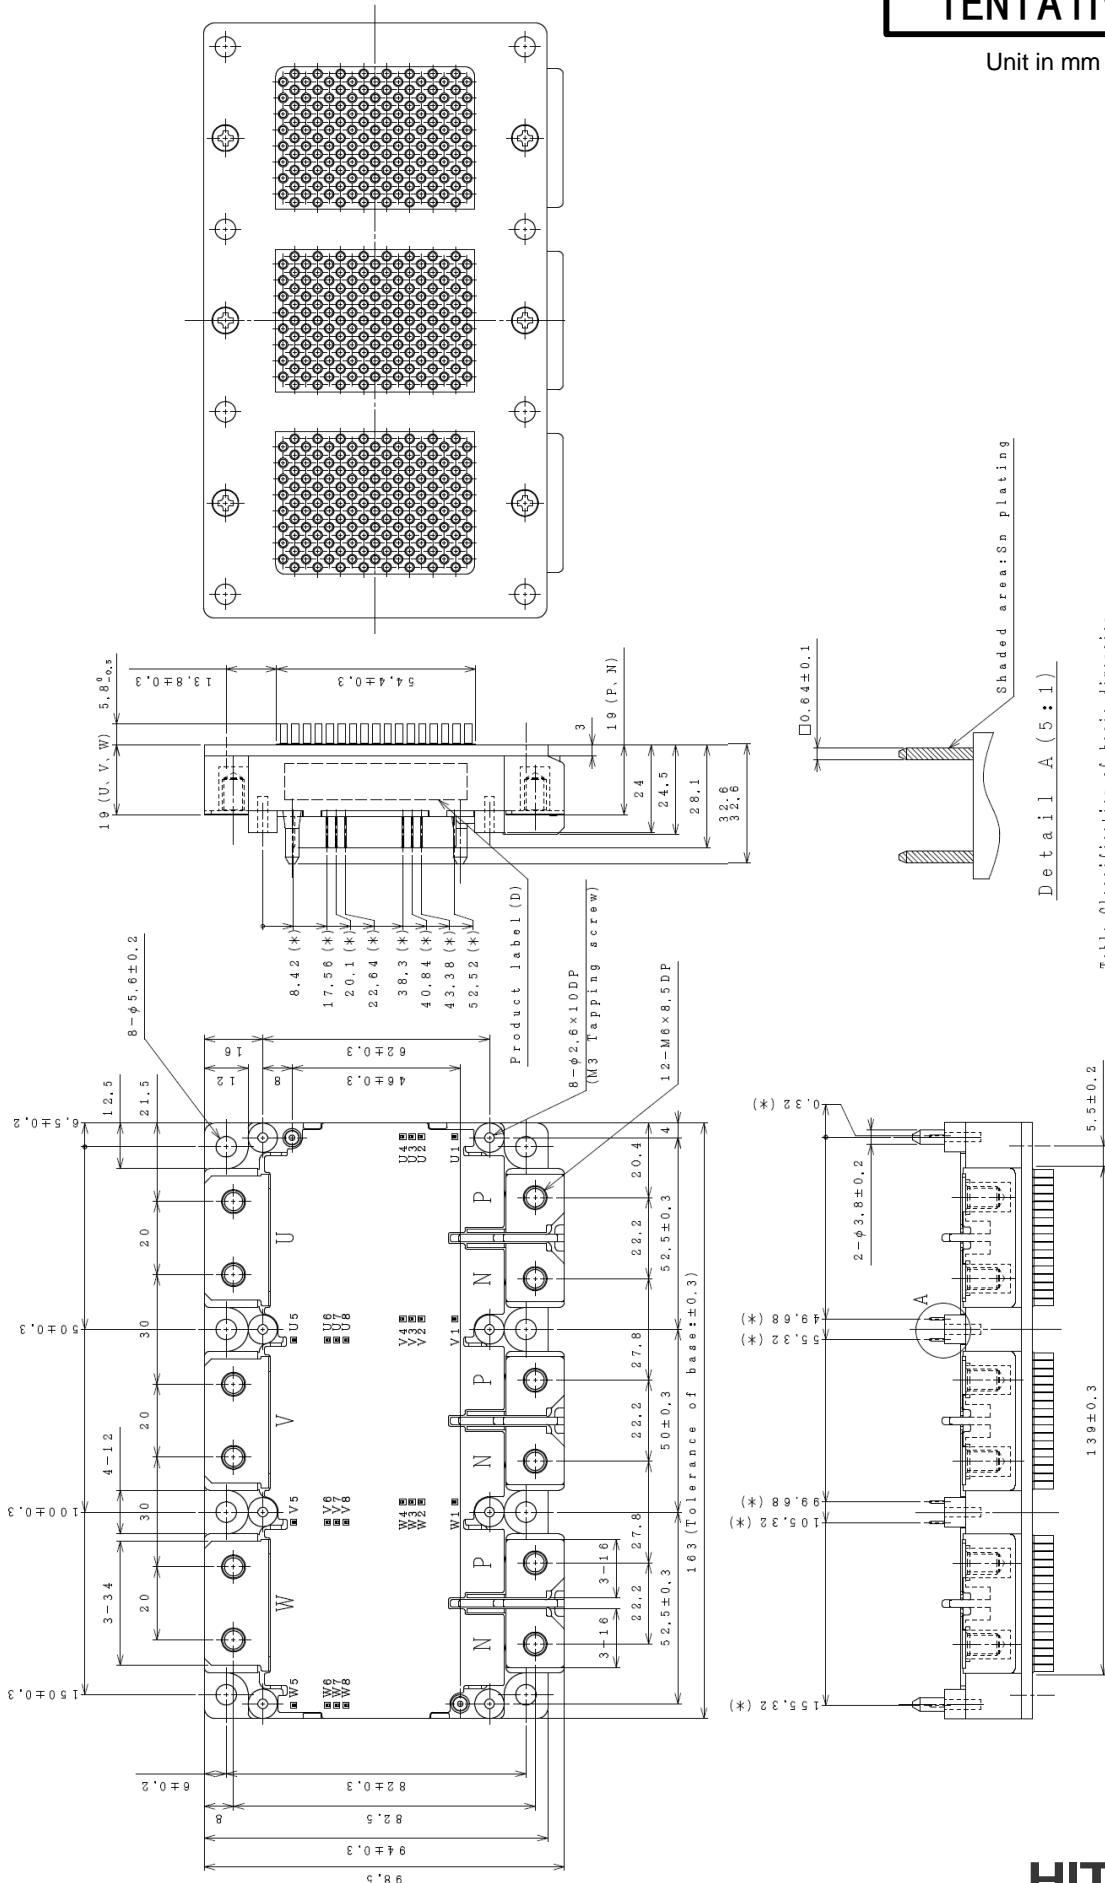 TENTATIV
Unit in mm
5.8 0 -0.5
13.8±0.3
54.4±0.3
19 (U, V, W)
3
19 (P, N)
24
24.5
28.1
32.6
32.6
8.42 (*)
17.56 (*)
20.1 (*)
22.64 (*)
38.3 (*)
40.84 (*)
43.38 (*)
52.52 (*)
Product label (D)
□0.64±0.1
Shaded area:Sn plating
Detail A (5:1)
8-φ5.6±0.2
8-φ2.6×10DP
(M3 Tapping screw)
12-M6×8.5DP
16
12
8
62±0.3
46±0.3
6.5±0.2
12.5
21.5
20
50±0.3
30
20
4-12
100±0.3
30
3-34
20
150±0.3
U4
U3
U2
U1
U
P
N
U5
U6
U7
U8
V4
V3
V2
V1
V
P
N
V5
V6
V7
V8
W4
W3
W2
W1
W
P
N
W5
W6
W7
W8
4
20.4
22.2
52.5±0.3
27.8
22.2
50±0.3
27.8
3-16
22.2
3-16
52.5±0.3
163 (Tolerance of base:±0.3)
6±0.2
82±0.3
8
82.5
94±0.3
98.5
0.32 (*)
2-φ3.8±0.2
49.68 (*)
55.32 (*)
A
99.68 (*)
105.32 (*)
155.32 (*)
5.5±0.2
139±0.3
HIT